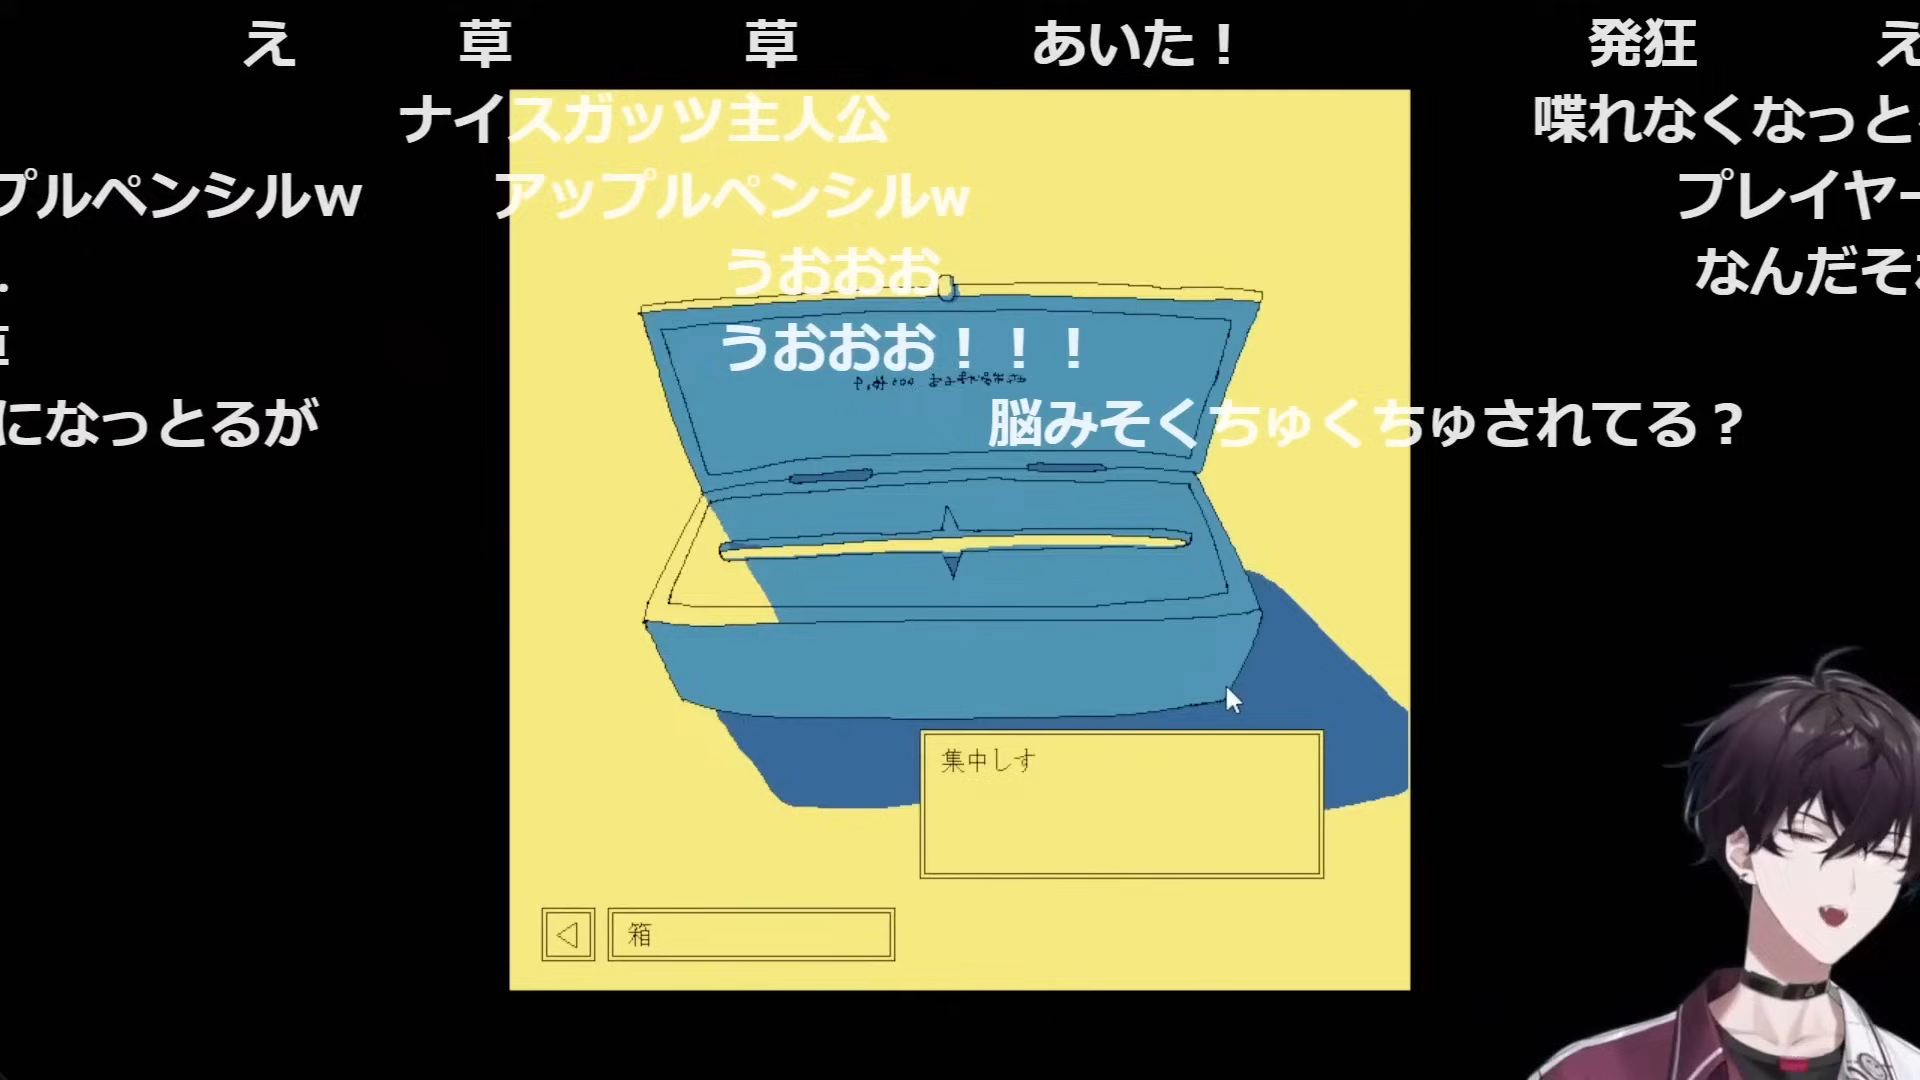 え 草 草 あいた！ 発狂 え
ナイスガッツ主人公 喋れなくなっと
プルペンシルw アップルペンシルw プレイヤー
うおおお なんだそ
うおおお！！！
になっとるが 脳みそくちゅくちゅされてる？
集中しす
箱